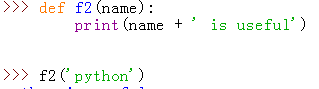 >>> def f2(name):
        print(name + ' is useful')
>>> f2('python')